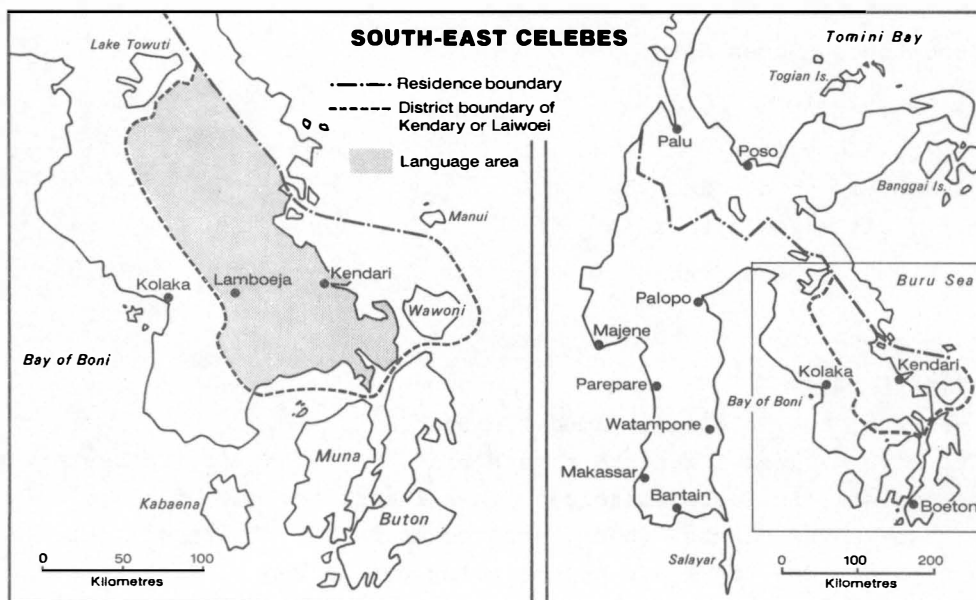 SOUTH-EAST CELEBES
Residence boundary
District boundary of
Kendary or Laiwoei
Language area
Lake Towuti
Manui
Kendari
Lamboeja
Kolaka
Wawoni
Bay of Boni
Muna
Kabaena
Buton
0 50 100
Kilometres
Tomini Bay
Togian Is.
Palu
Poso
Banggai Is.
Buru Sea
Palopo
Majene
Kendari
Kolaka
Parepare
Bay of Boni
Watampone
Makassar
Bantain
Boeton
Salayar
0 100 200
Kilometres